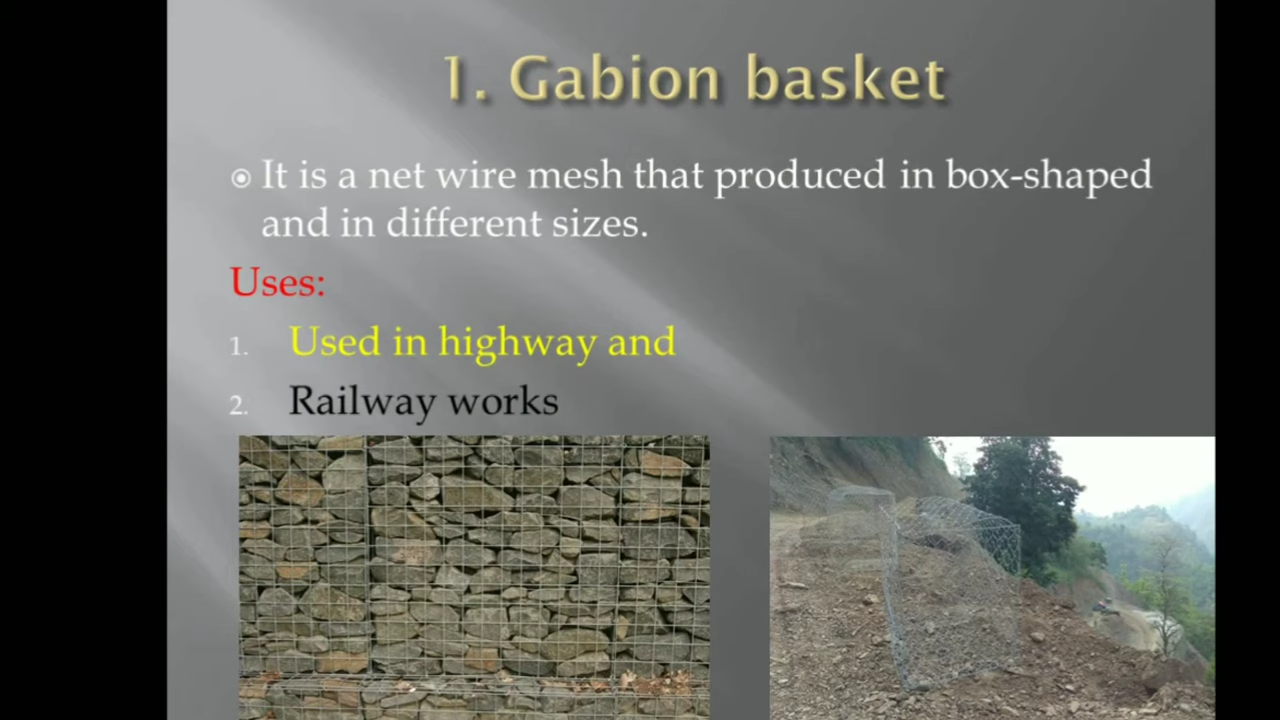 1. Gabion basket
It is a net wire mesh that produced in box-shaped
and in different sizes.
Uses:
1. Used in highway and
2. Railway works